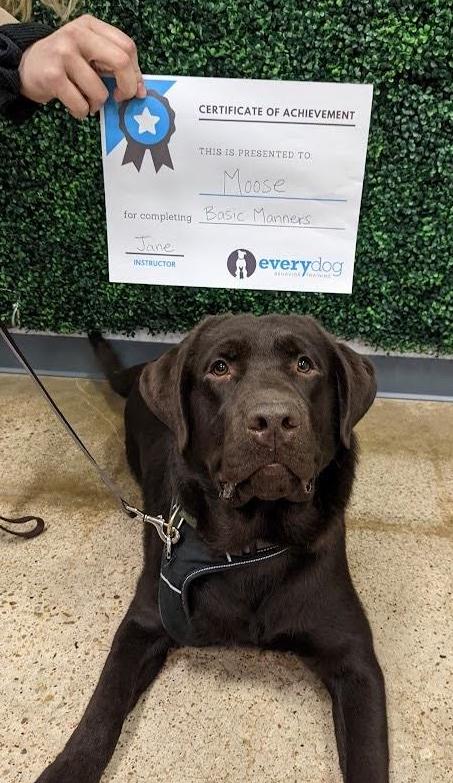 CERTIFICATE OF ACHIEVEMENT
THIS IS PRESENTED TO:
Moose
for completing Basic Manners
Jane
INSTRUCTOR
everydog
BEHAVIOR TRAINING